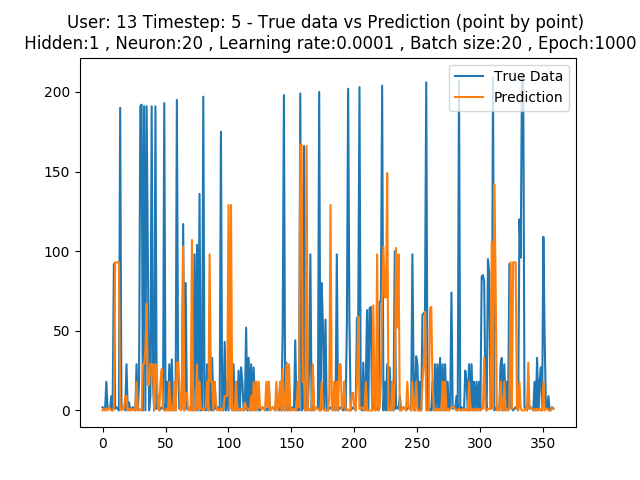 User: 13 Timestep: 5 - True data vs Prediction (point by point)
Hidden:1 , Neuron:20 , Learning rate:0.0001 , Batch size:20 , Epoch:1000
True Data
Prediction
200
150
100
50
0
0 50 100 150 200 250 300 350